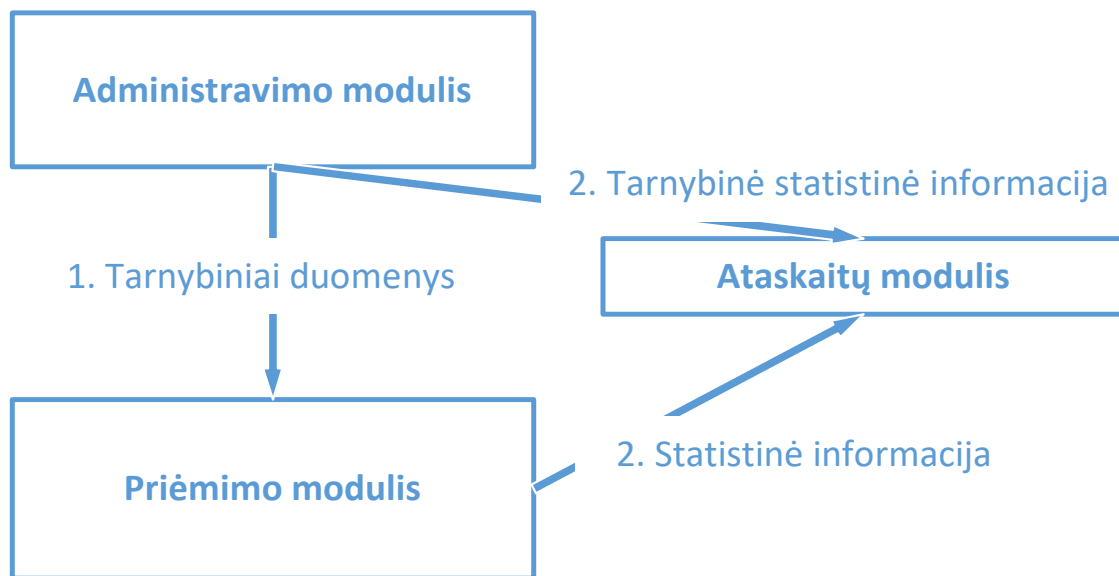 Administravimo modulis
2. Tarnybinė statistinė informacija
1. Tarnybiniai duomenys
Ataskaitų modulis
2. Statistinė informacija
Priėmimo modulis